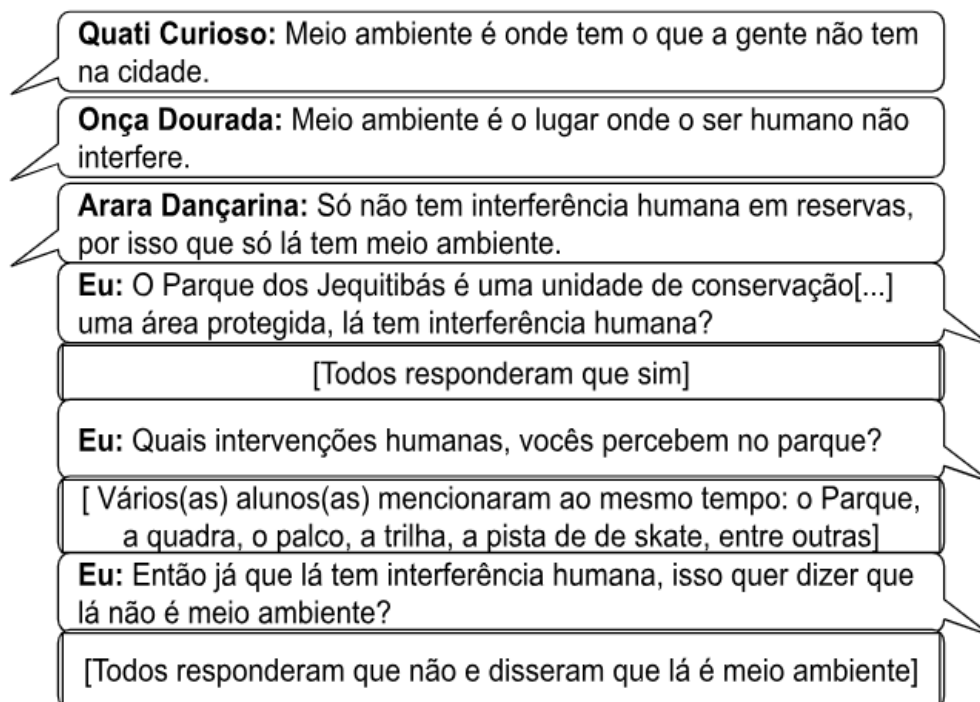 Quati Curioso: Meio ambiente é onde tem o que a gente não tem
na cidade.
Onça Dourada: Meio ambiente é o lugar onde o ser humano não
interfere.
Arara Dançarina: Só não tem interferência humana em reservas,
por isso que só lá tem meio ambiente.
Eu: O Parque dos Jequitibás é uma unidade de conservação[...]
uma área protegida, lá tem interferência humana?
[Todos responderam que sim]
Eu: Quais intervenções humanas, vocês percebem no parque?
[ Vários(as) alunos(as) mencionaram ao mesmo tempo: o Parque,
a quadra, o palco, a trilha, a pista de de skate, entre outras]
Eu: Então já que lá tem interferência humana, isso quer dizer que
lá não é meio ambiente?
[Todos responderam que não e disseram que lá é meio ambiente]